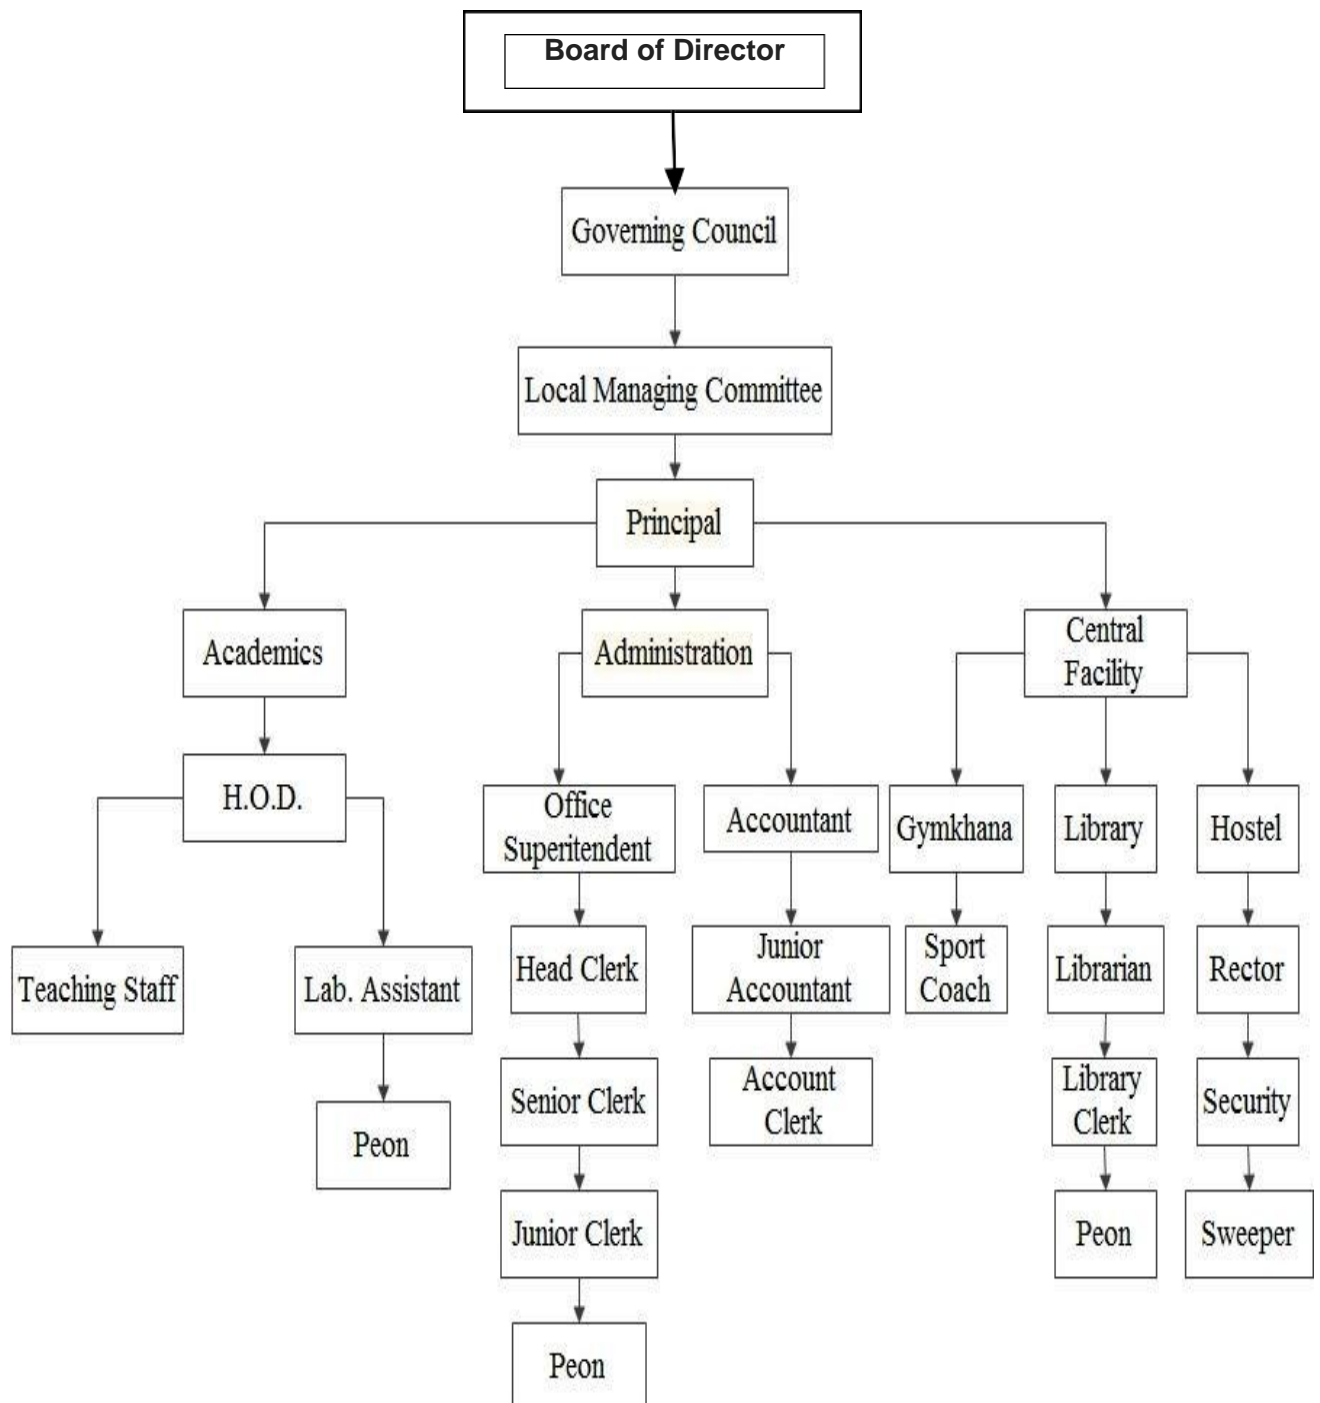 Board of Director
Governing Council
Local Managing Committee
Principal
Academics
Administration
Central
Facility
H.O.D.
Office
Superitendent
Accountant
Gymkhana
Library
Hostel
Teaching Staff
Lab. Assistant
Head Clerk
Junior
Accountant
Sport
Coach
Librarian
Rector
Peon
Senior Clerk
Account
Clerk
Library
Clerk
Security
Junior Clerk
Peon
Sweeper
Peon